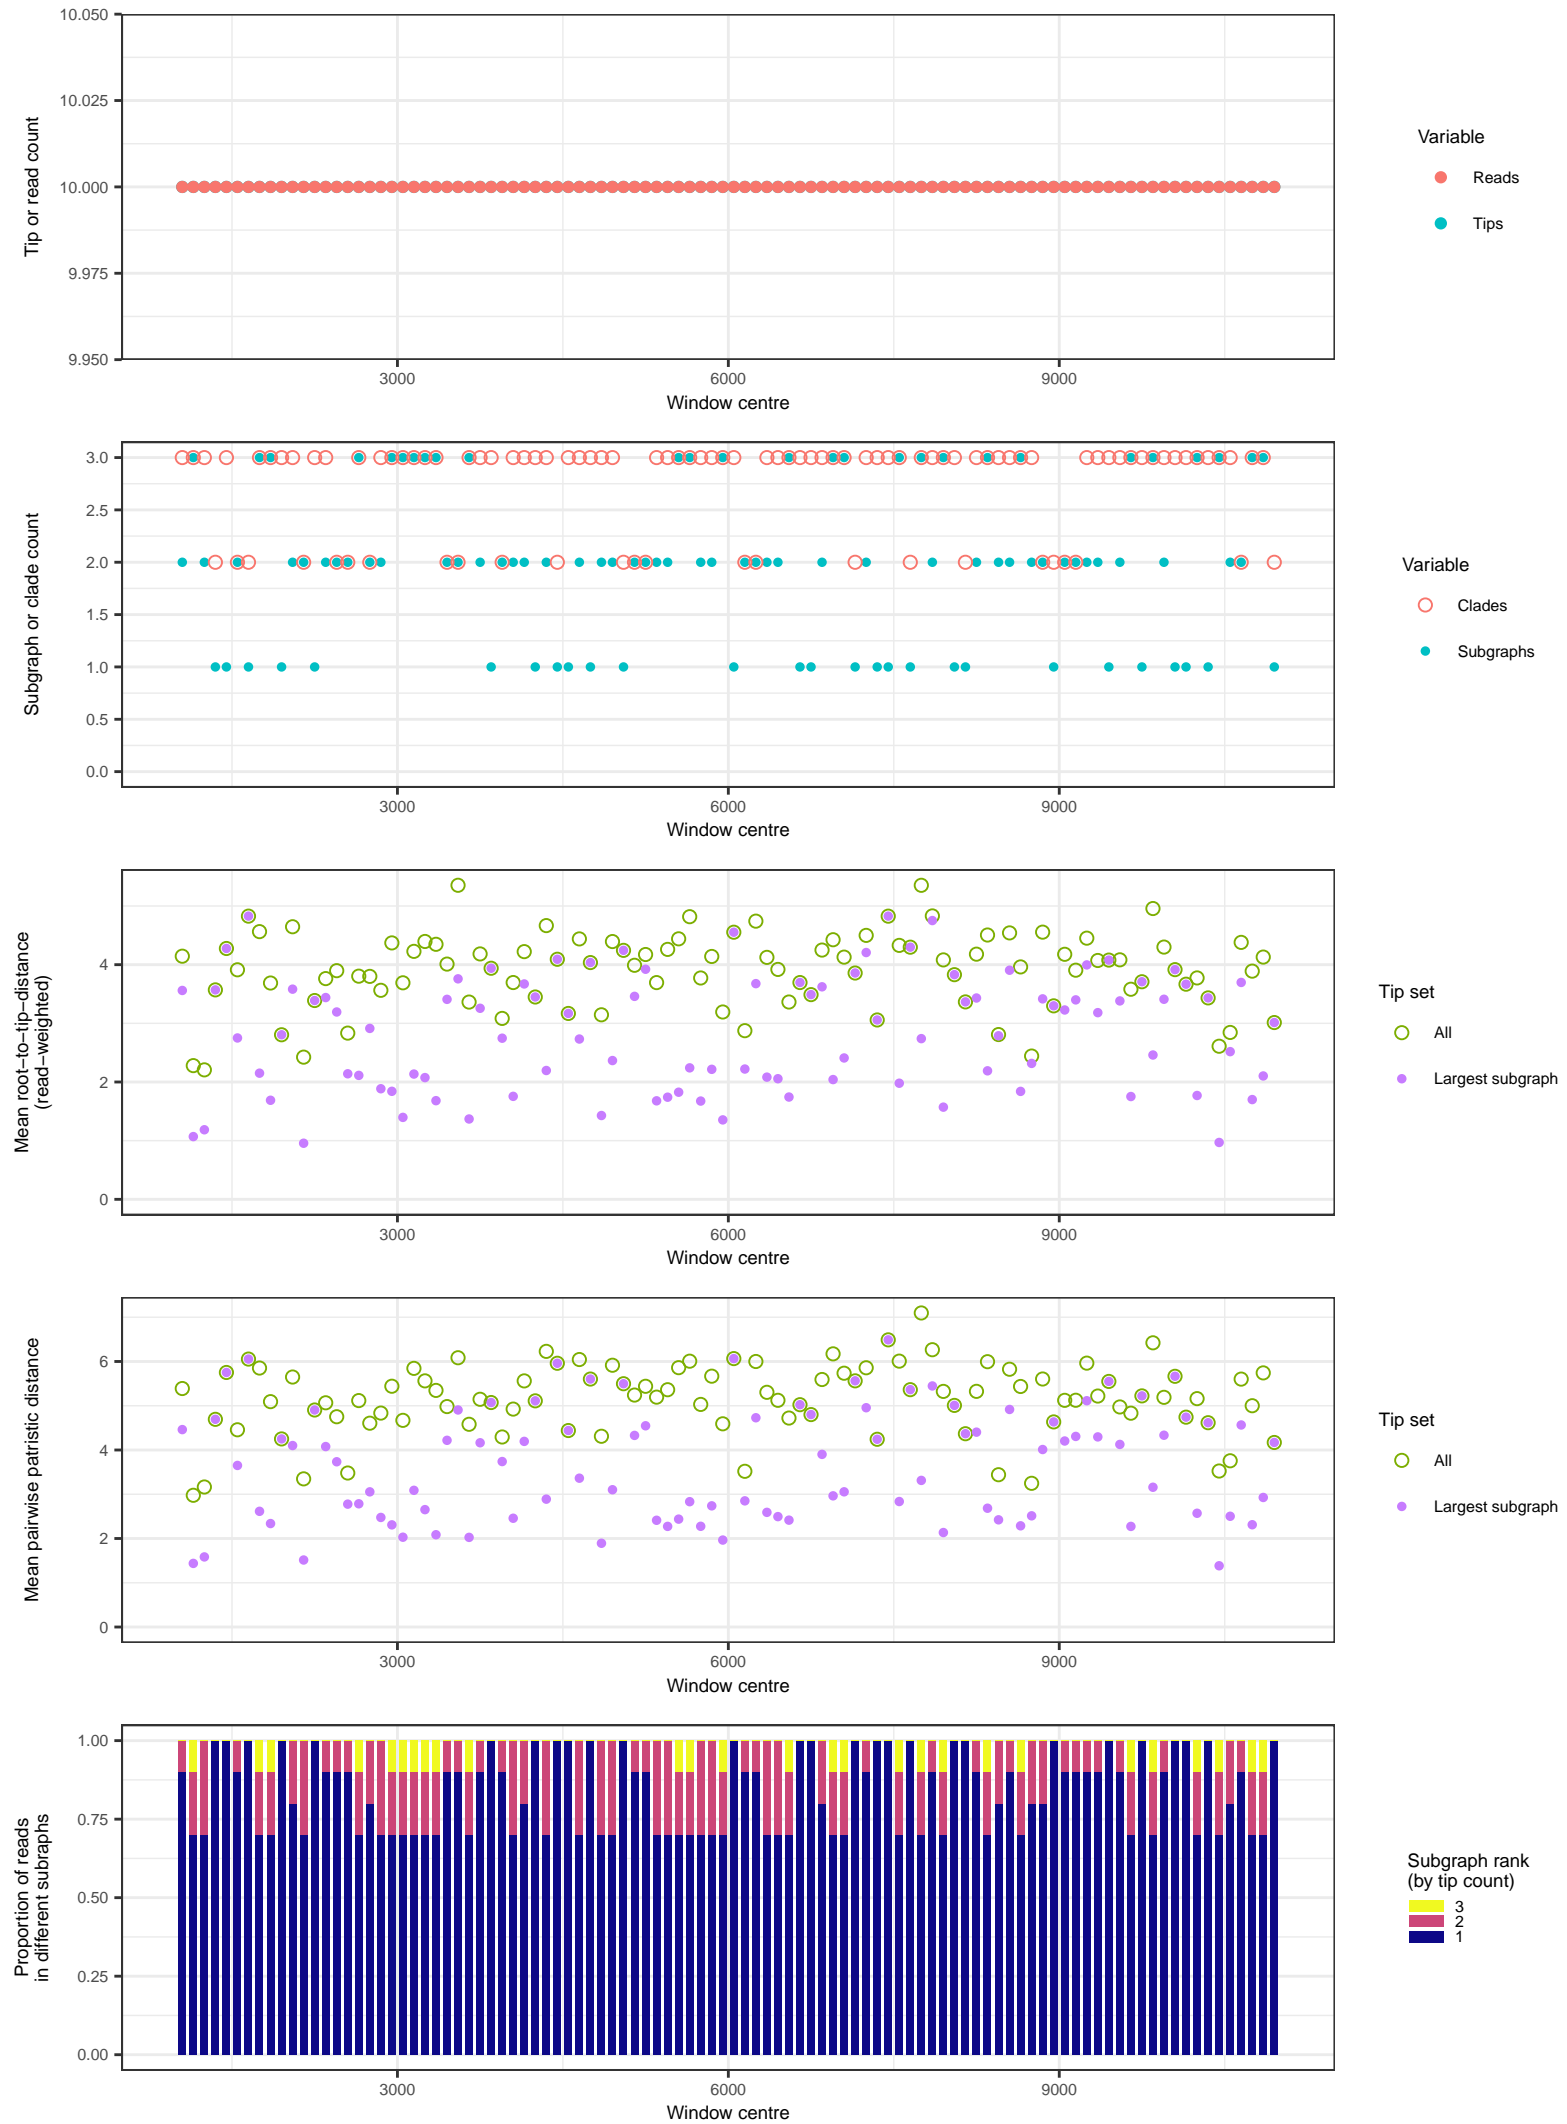 10.050
10.025
10.000
9.975
9.950
Tip or read count
3000 6000 9000
Window centre
Variable
Reads
Tips
3.0
2.5
2.0
1.5
1.0
0.5
0.0
Subgraph or clade count
3000 6000 9000
Window centre
Variable
Clades
Subgraphs
4
2
0
Mean root−to−tip−distance
(read−weighted)
3000 6000 9000
Window centre
Tip set
All
Largest subgraph
6
4
2
0
Mean pairwise patristic distance
3000 6000 9000
Window centre
Tip set
All
Largest subgraph
1.00
0.75
0.50
0.25
0.00
Proportion of reads
in different subraphs
3000 6000 9000
Window centre
Subgraph rank
(by tip count)
3
2
1